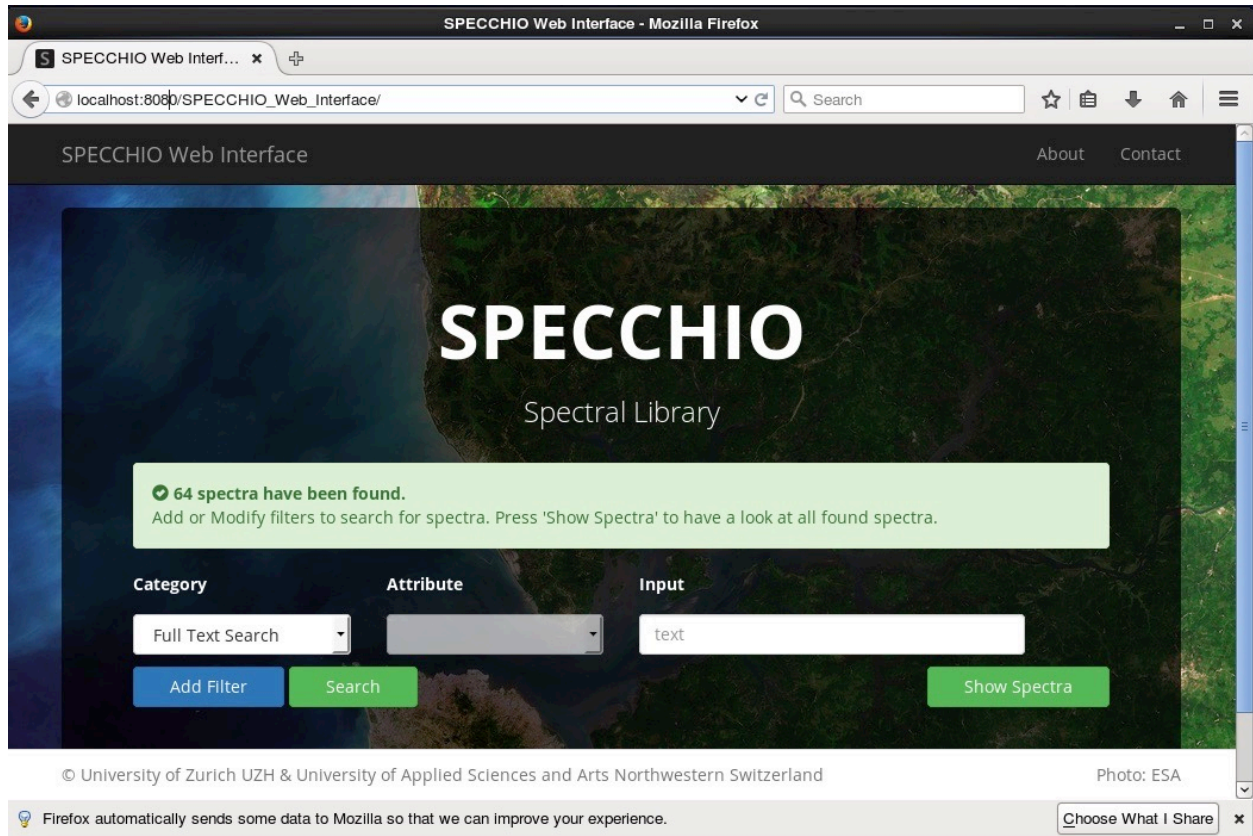 SPECCHIO Web Interface - Mozilla Firefox
S SPECCHIO Web Interf...
localhost:8080/SPECCHIO_Web_Interface/
Search
SPECCHIO Web Interface
About Contact
SPECCHIO
Spectral Library
64 spectra have been found.
Add or Modify filters to search for spectra. Press 'Show Spectra' to have a look at all found spectra.
Category Attribute Input
Full Text Search text
Add Filter Search Show Spectra
© University of Zurich UZH & University of Applied Sciences and Arts Northwestern Switzerland Photo: ESA
Firefox automatically sends some data to Mozilla so that we can improve your experience. Choose What I Share